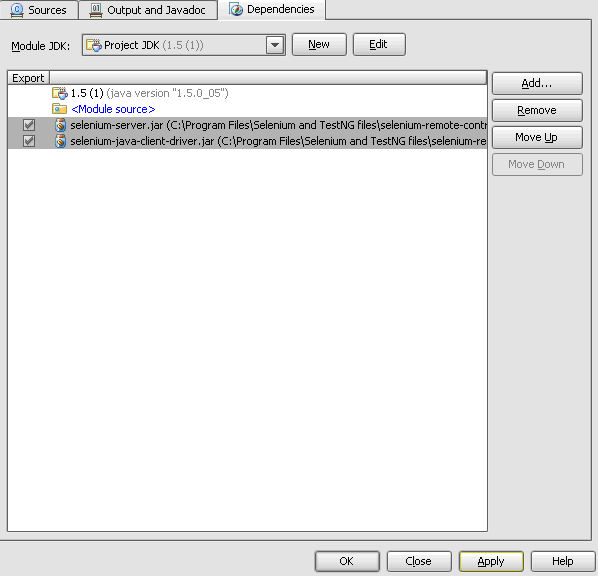 Sources Output and Javadoc Dependencies
Module JDK: Project JDK (1.5 (1)) New Edit
Export
1.5 (1) (java version "1.5.0_05")
<Module source>
selenium-server.jar (C:\Program Files\Selenium and TestNG files\selenium-remote-contr
selenium-java-client-driver.jar (C:\Program Files\Selenium and TestNG files\selenium-re
Add...
Remove
Move Up
Move Down
OK Close Apply Help